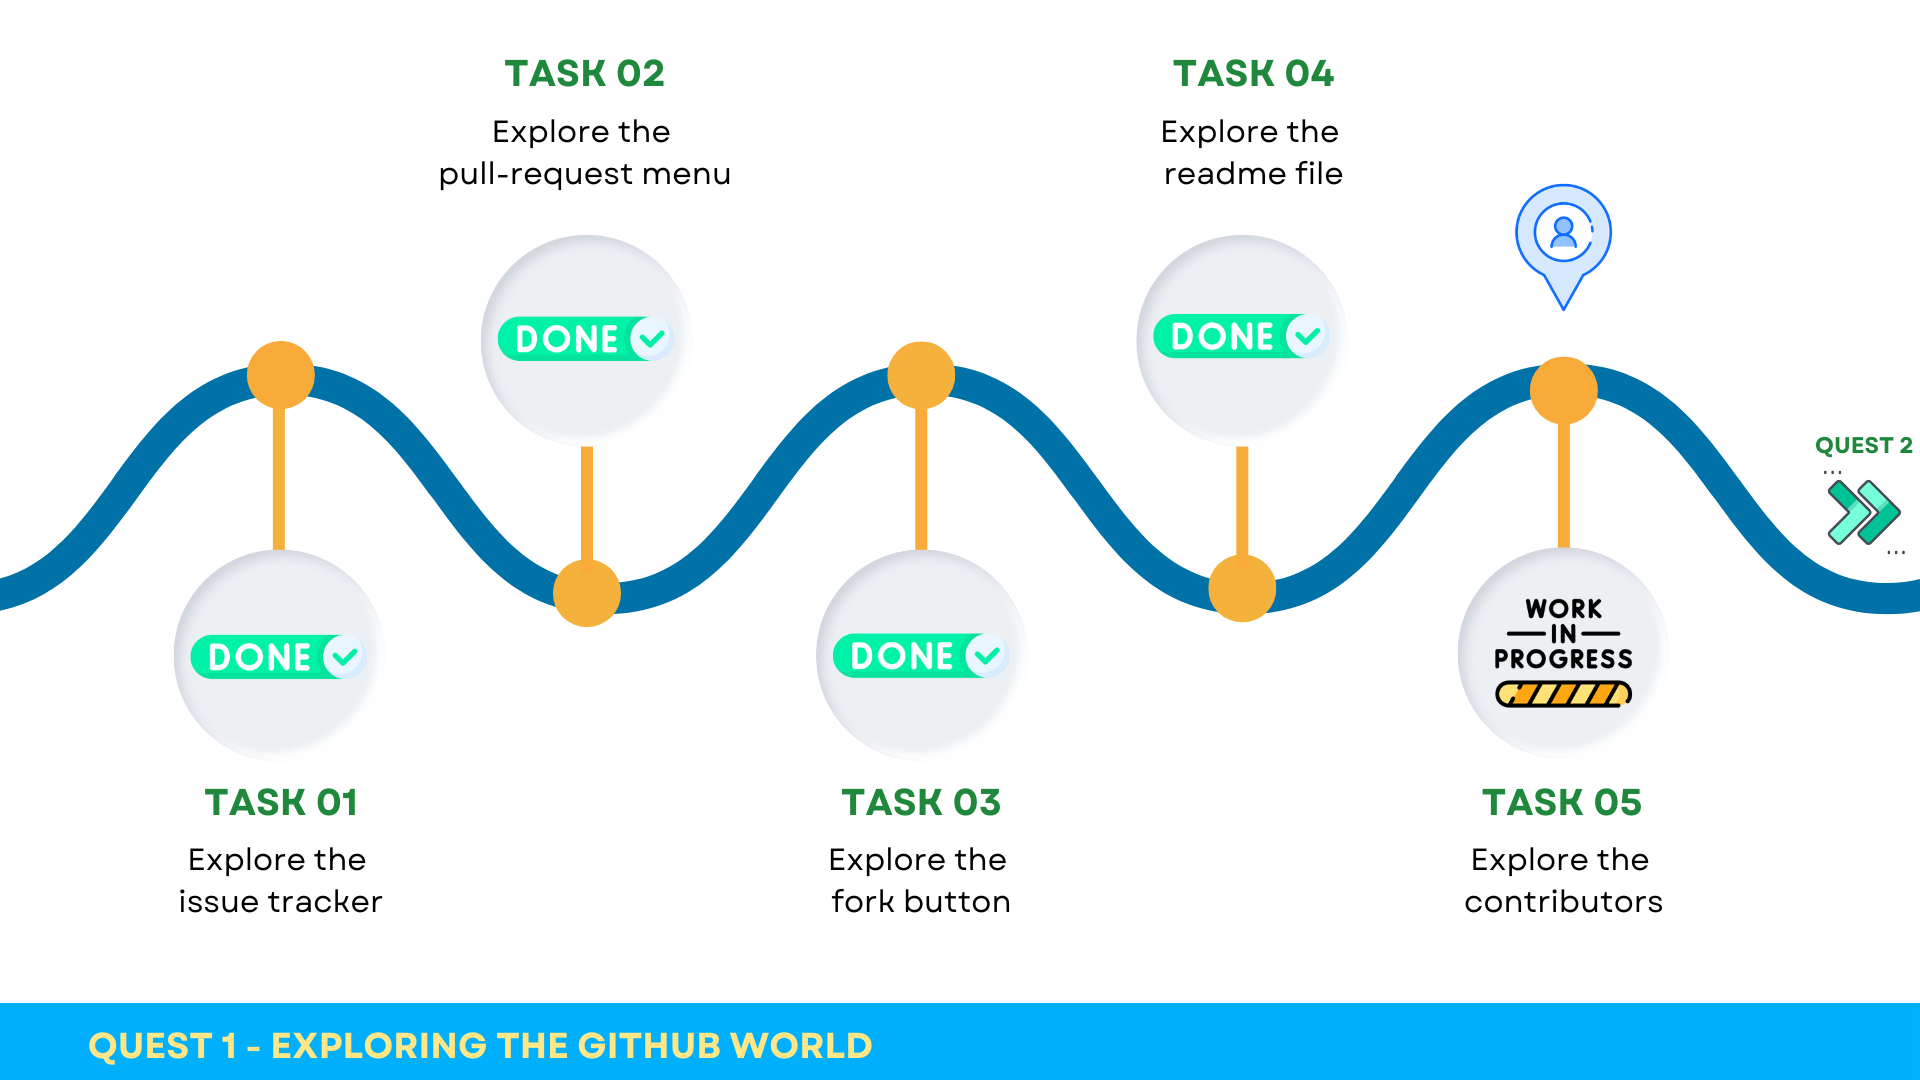 TASK 02
Explore the
pull-request menu
DONE
TASK 04
Explore the
readme file
DONE
QUEST 2
DONE
TASK 01
Explore the
issue tracker
DONE
TASK 03
Explore the
fork button
WORK
IN
PROGRESS
TASK 05
Explore the
contributors
QUEST 1 - EXPLORING THE GITHUB WORLD